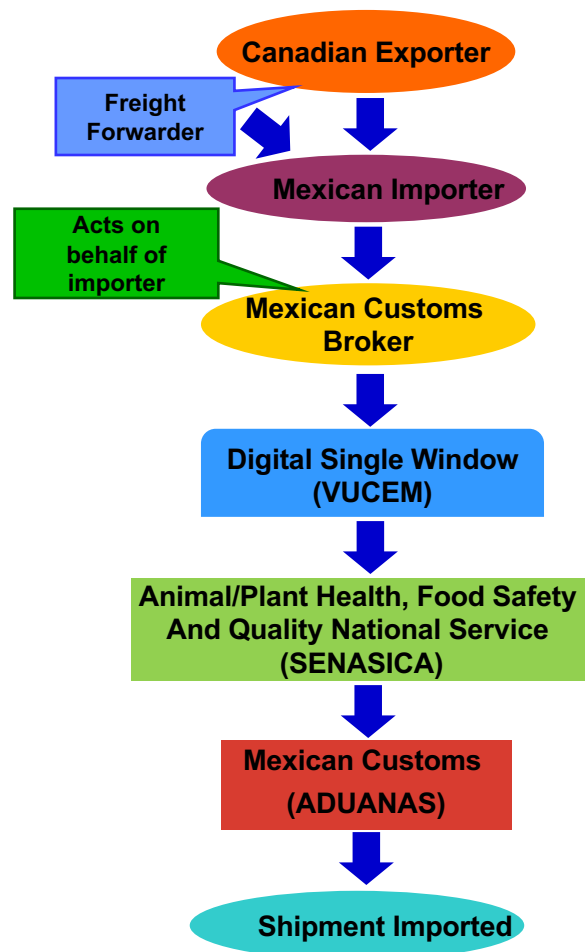 Canadian Exporter
Freight
Forwarder
Mexican Importer
Acts on
behalf of
importer
Mexican Customs
Broker
Digital Single Window
(VUCEM)
Animal/Plant Health, Food Safety
And Quality National Service
(SENASICA)
Mexican Customs
(ADUANAS)
Shipment Imported